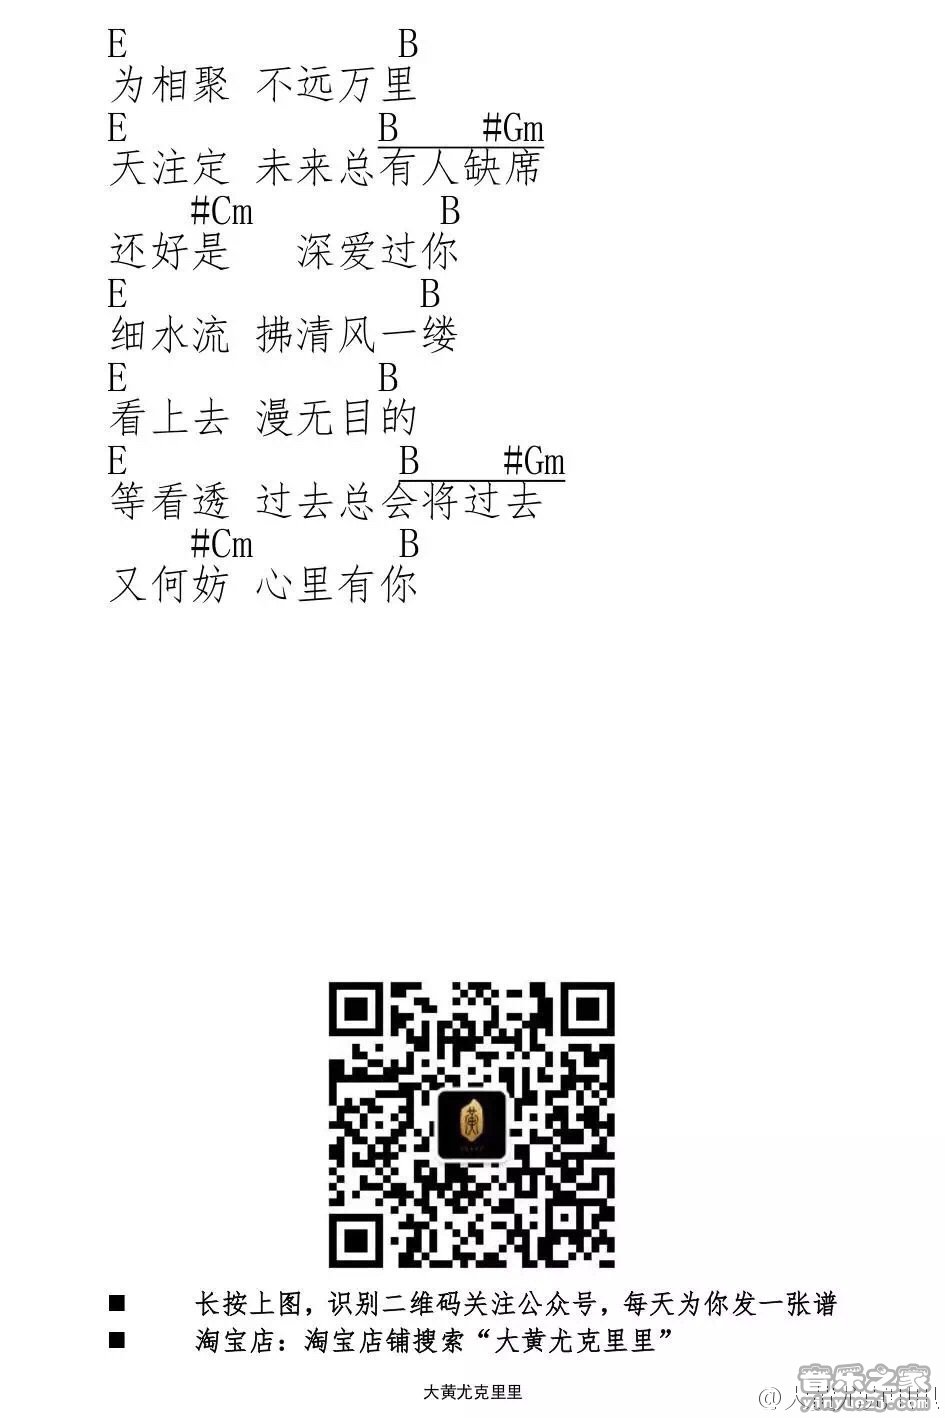 E B
为相聚 不远万里
E B #Gm
天注定 未来总有人缺席
#Cm B
还好是 深爱过你
E B
细水流 拂清风一缕
E B
看上去 漫无目的
E B #Gm
等看透 过去总会将过去
#Cm B
又何妨 心里有你
■ 长按上图，识别二维码关注公众号，每天为你发一张谱
■ 淘宝店：淘宝店铺搜索“大黄尤克里里”
大黄尤克里里
音乐之家
yinyuezj.com